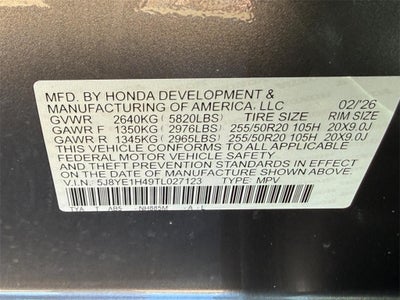 MFD. BY HONDA DEVELOPMENT &
MANUFACTURING OF AMERICA, LLC 02/'26
GVWR 2640KG (5820LBS) TIRE SIZE RIM SIZE
GAWR F 1350KG (2976LBS) 255/50R20 105H 20X9.0J
GAWR R 1345KG (2965LBS) 255/50R20 105H 20X9.0J
THIS VEHICLE CONFORMS TO ALL APPLICABLE
FEDERAL MOTOR VEHICLE SAFETY
AND THEFT PREVENTION STANDARDS IN EFFECT
ON THE DATE OF MANUFACTURE SHOWN ABOVE.
V.I.N.: 5J8YE1H49TL027123 TYPE: MPV
TYA T AB5 NH885M A L